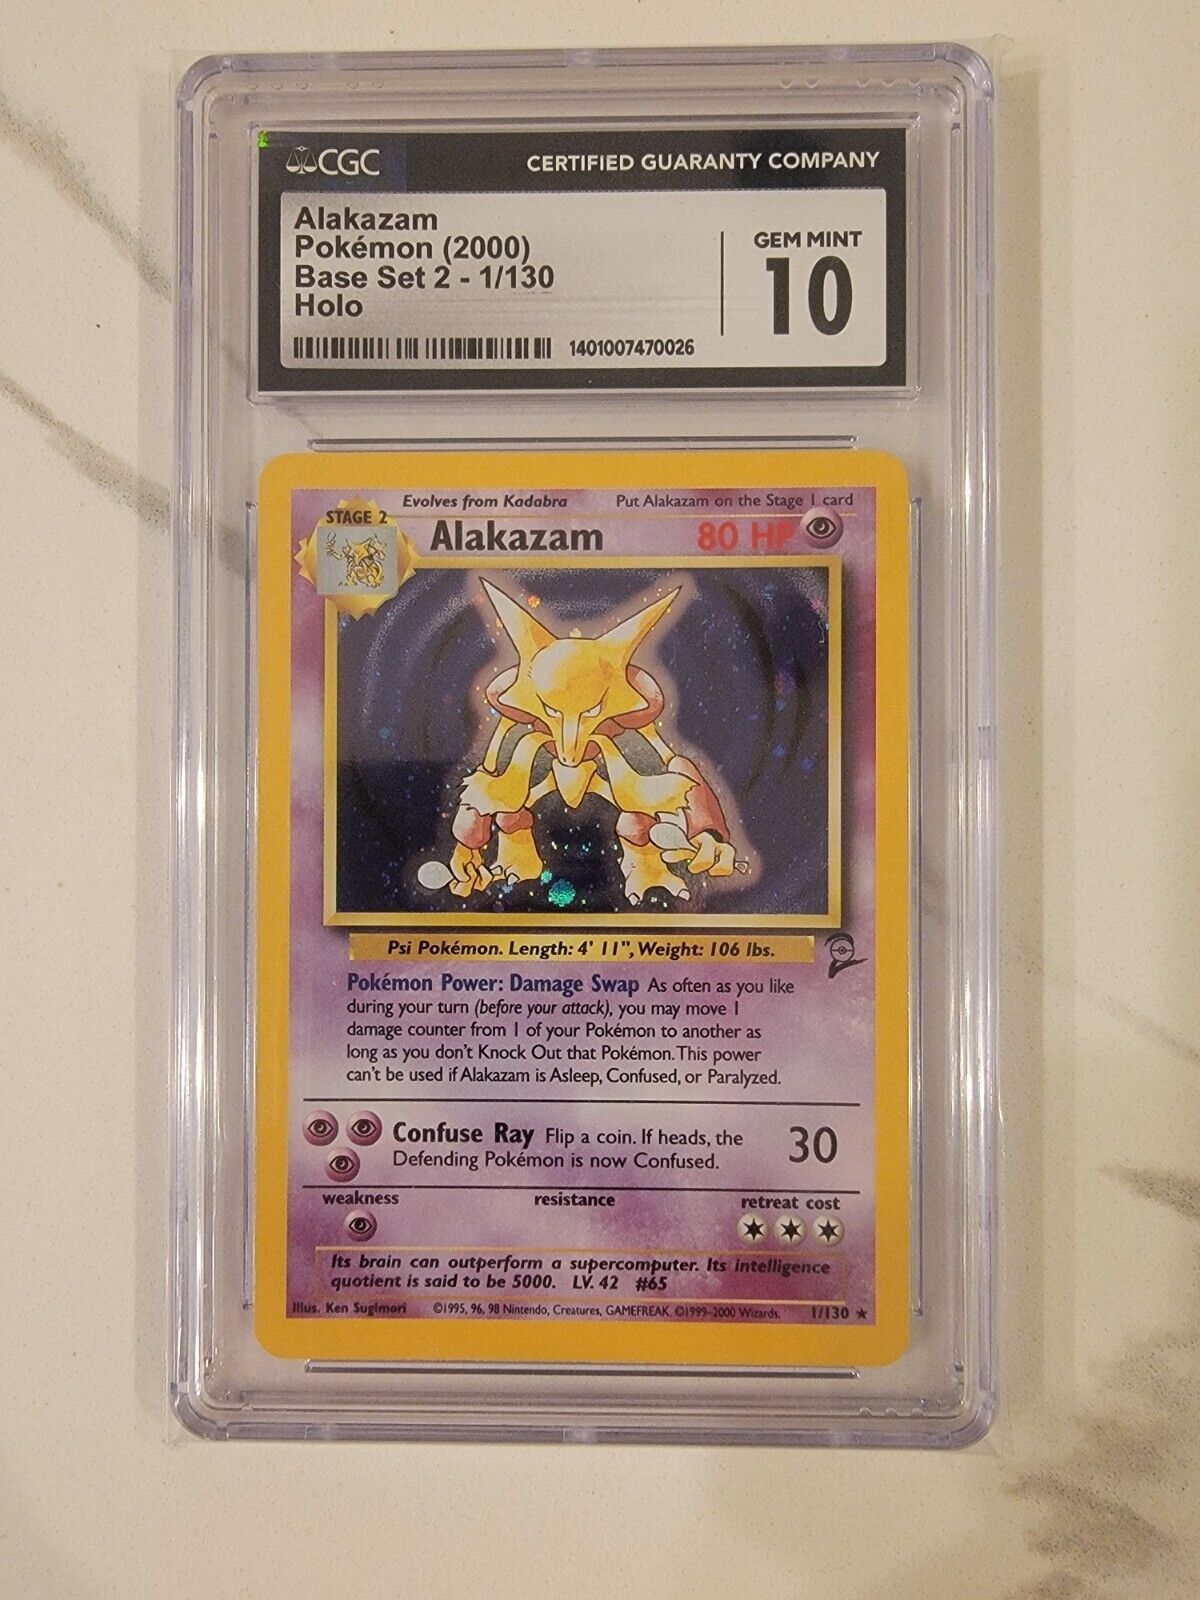 CGC CERTIFIED GUARANTY COMPANY
Alakazam
Pokémon (2000)
Base Set 2 - 1/130
Holo
GEM MINT
10
1401007470026
Evolves from Kadabra Put Alakazam on the Stage 1 card
STAGE 2
Alakazam 80 HP
Psi Pokémon. Length: 4' 11", Weight: 106 lbs.
Pokémon Power: Damage Swap As often as you like
during your turn (before your attack), you may move 1
damage counter from 1 of your Pokémon to another as
long as you don't Knock Out that Pokémon. This power
can't be used if Alakazam is Asleep, Confused, or Paralyzed.
Confuse Ray Flip a coin. If heads, the
Defending Pokémon is now Confused.
30
weakness resistance retreat cost
Its brain can outperform a supercomputer. Its intelligence
quotient is said to be 5000. LV. 42 #65
Illus. Ken Sugimori ©1995, 96, 98 Nintendo, Creatures, GAMEFREAK. ©1999-2000 Wizards. 1/130 ★